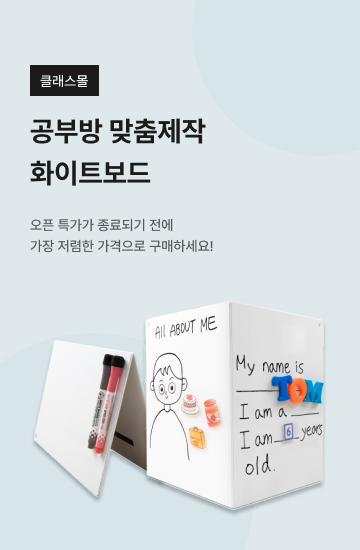 클래스몰
공부방 맞춤제작
화이트보드
오픈 특가가 종료되기 전에
가장 저렴한 가격으로 구매하세요!
All ABOUT ME
My name is
TOM
I am a
I am 6 years
old.